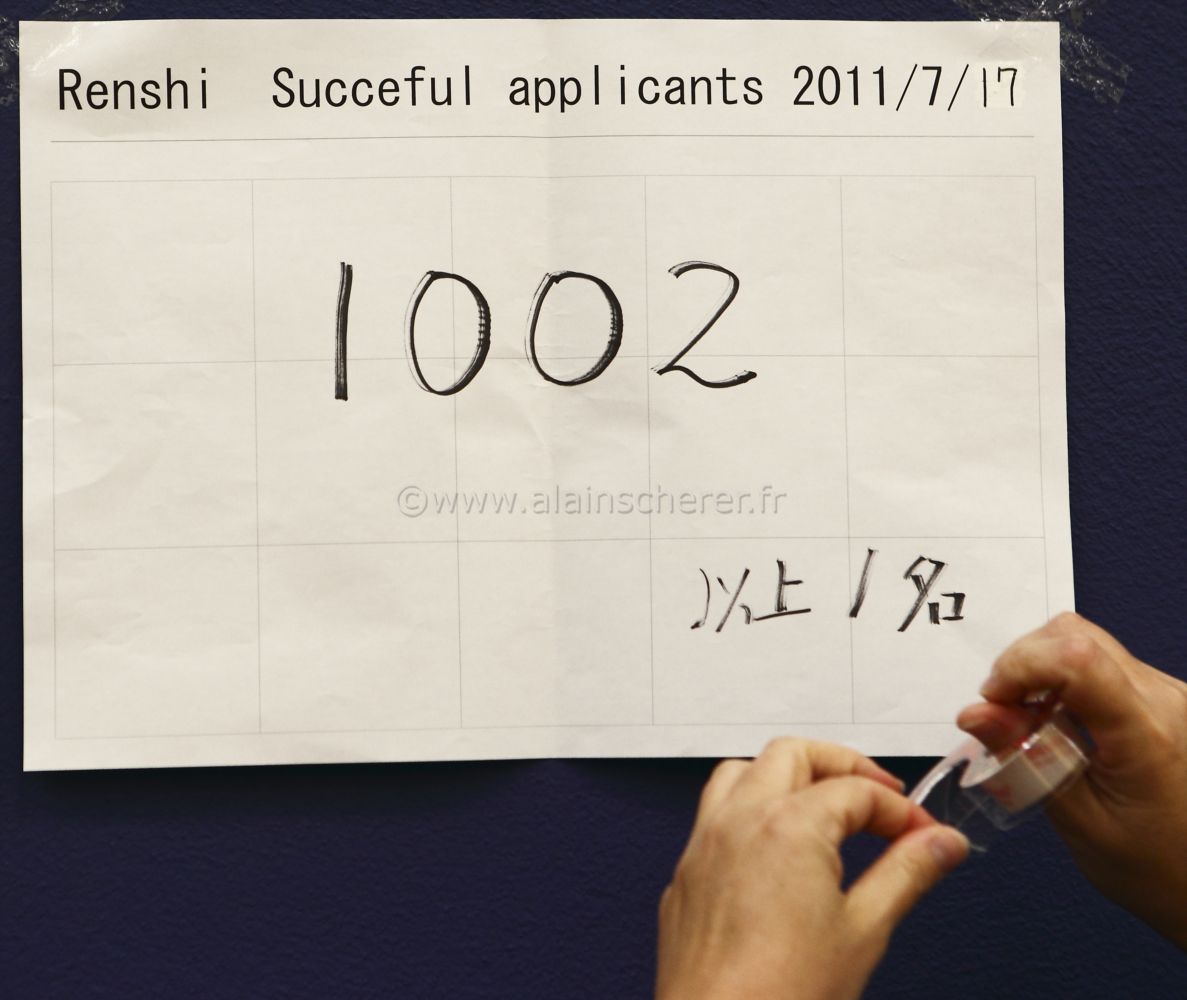 Renshi Succeful applicants 2011/7/17
1002
©www.alainscherer.fr
以上1名